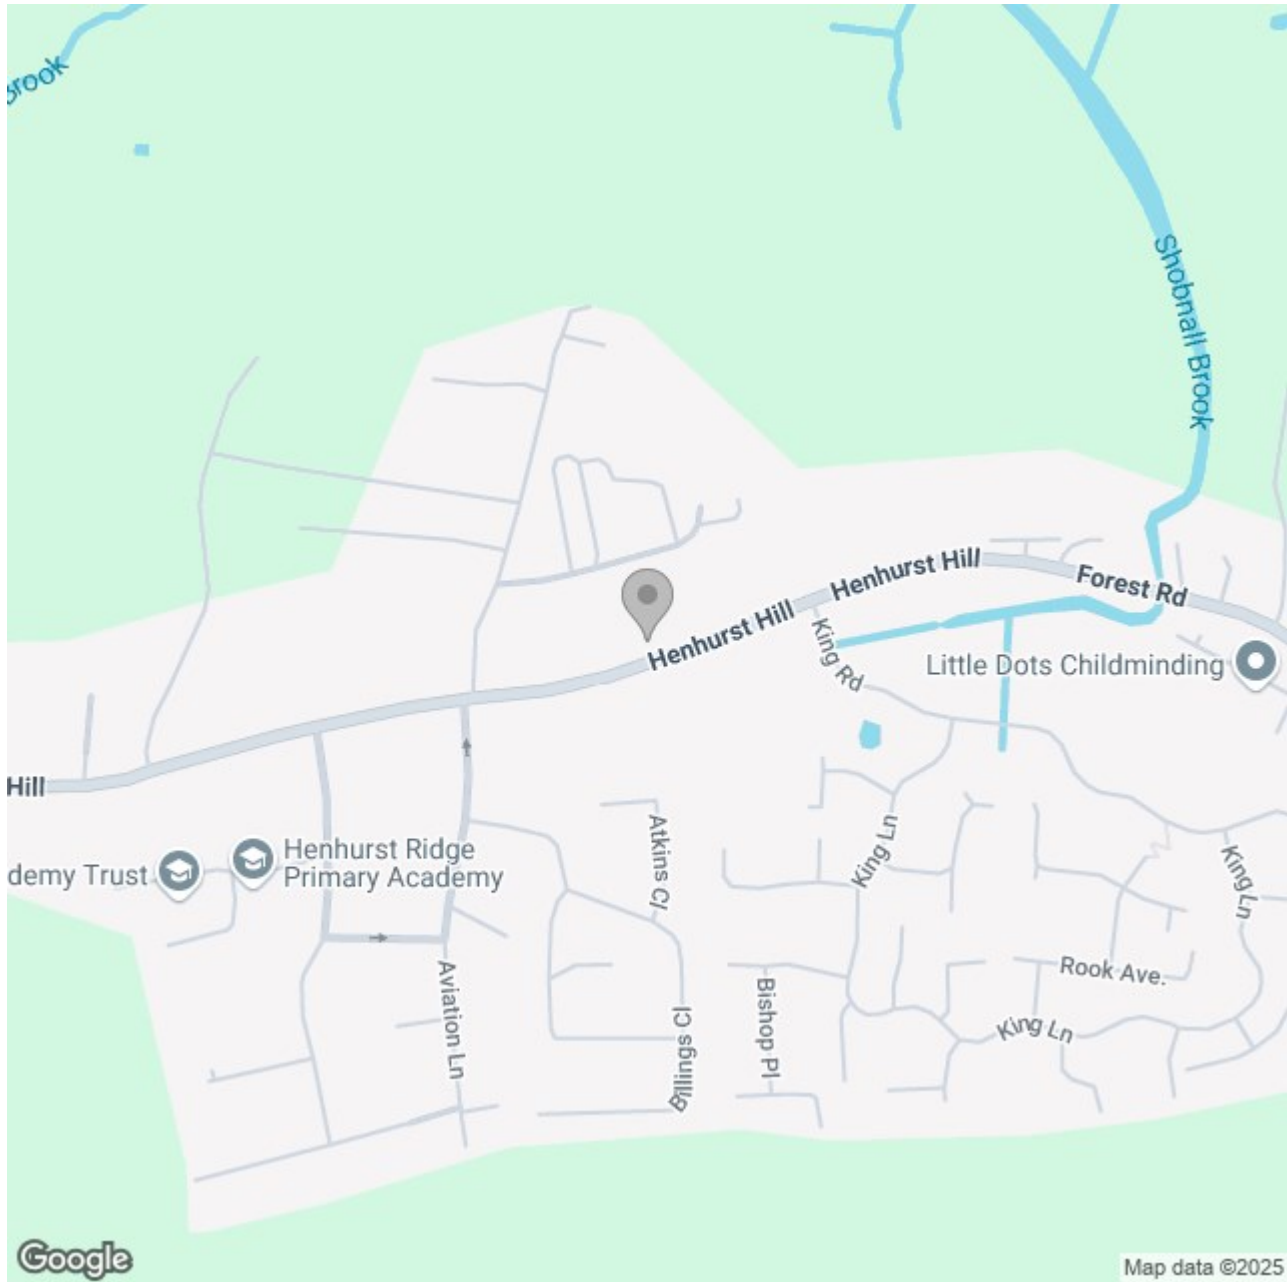 Brook
Shobnall Brook
Henhurst Hill
Forest Rd
Henhurst Hill
King Rd
Little Dots Childminding
Hill
Atkins Cl
King Ln
Henhurst Ridge
Primary Academy
demy Trust
King Ln
Rook Ave.
Aviation Ln
Bishop Pl
Billings Cl
King Ln
Google
Map data ©2025